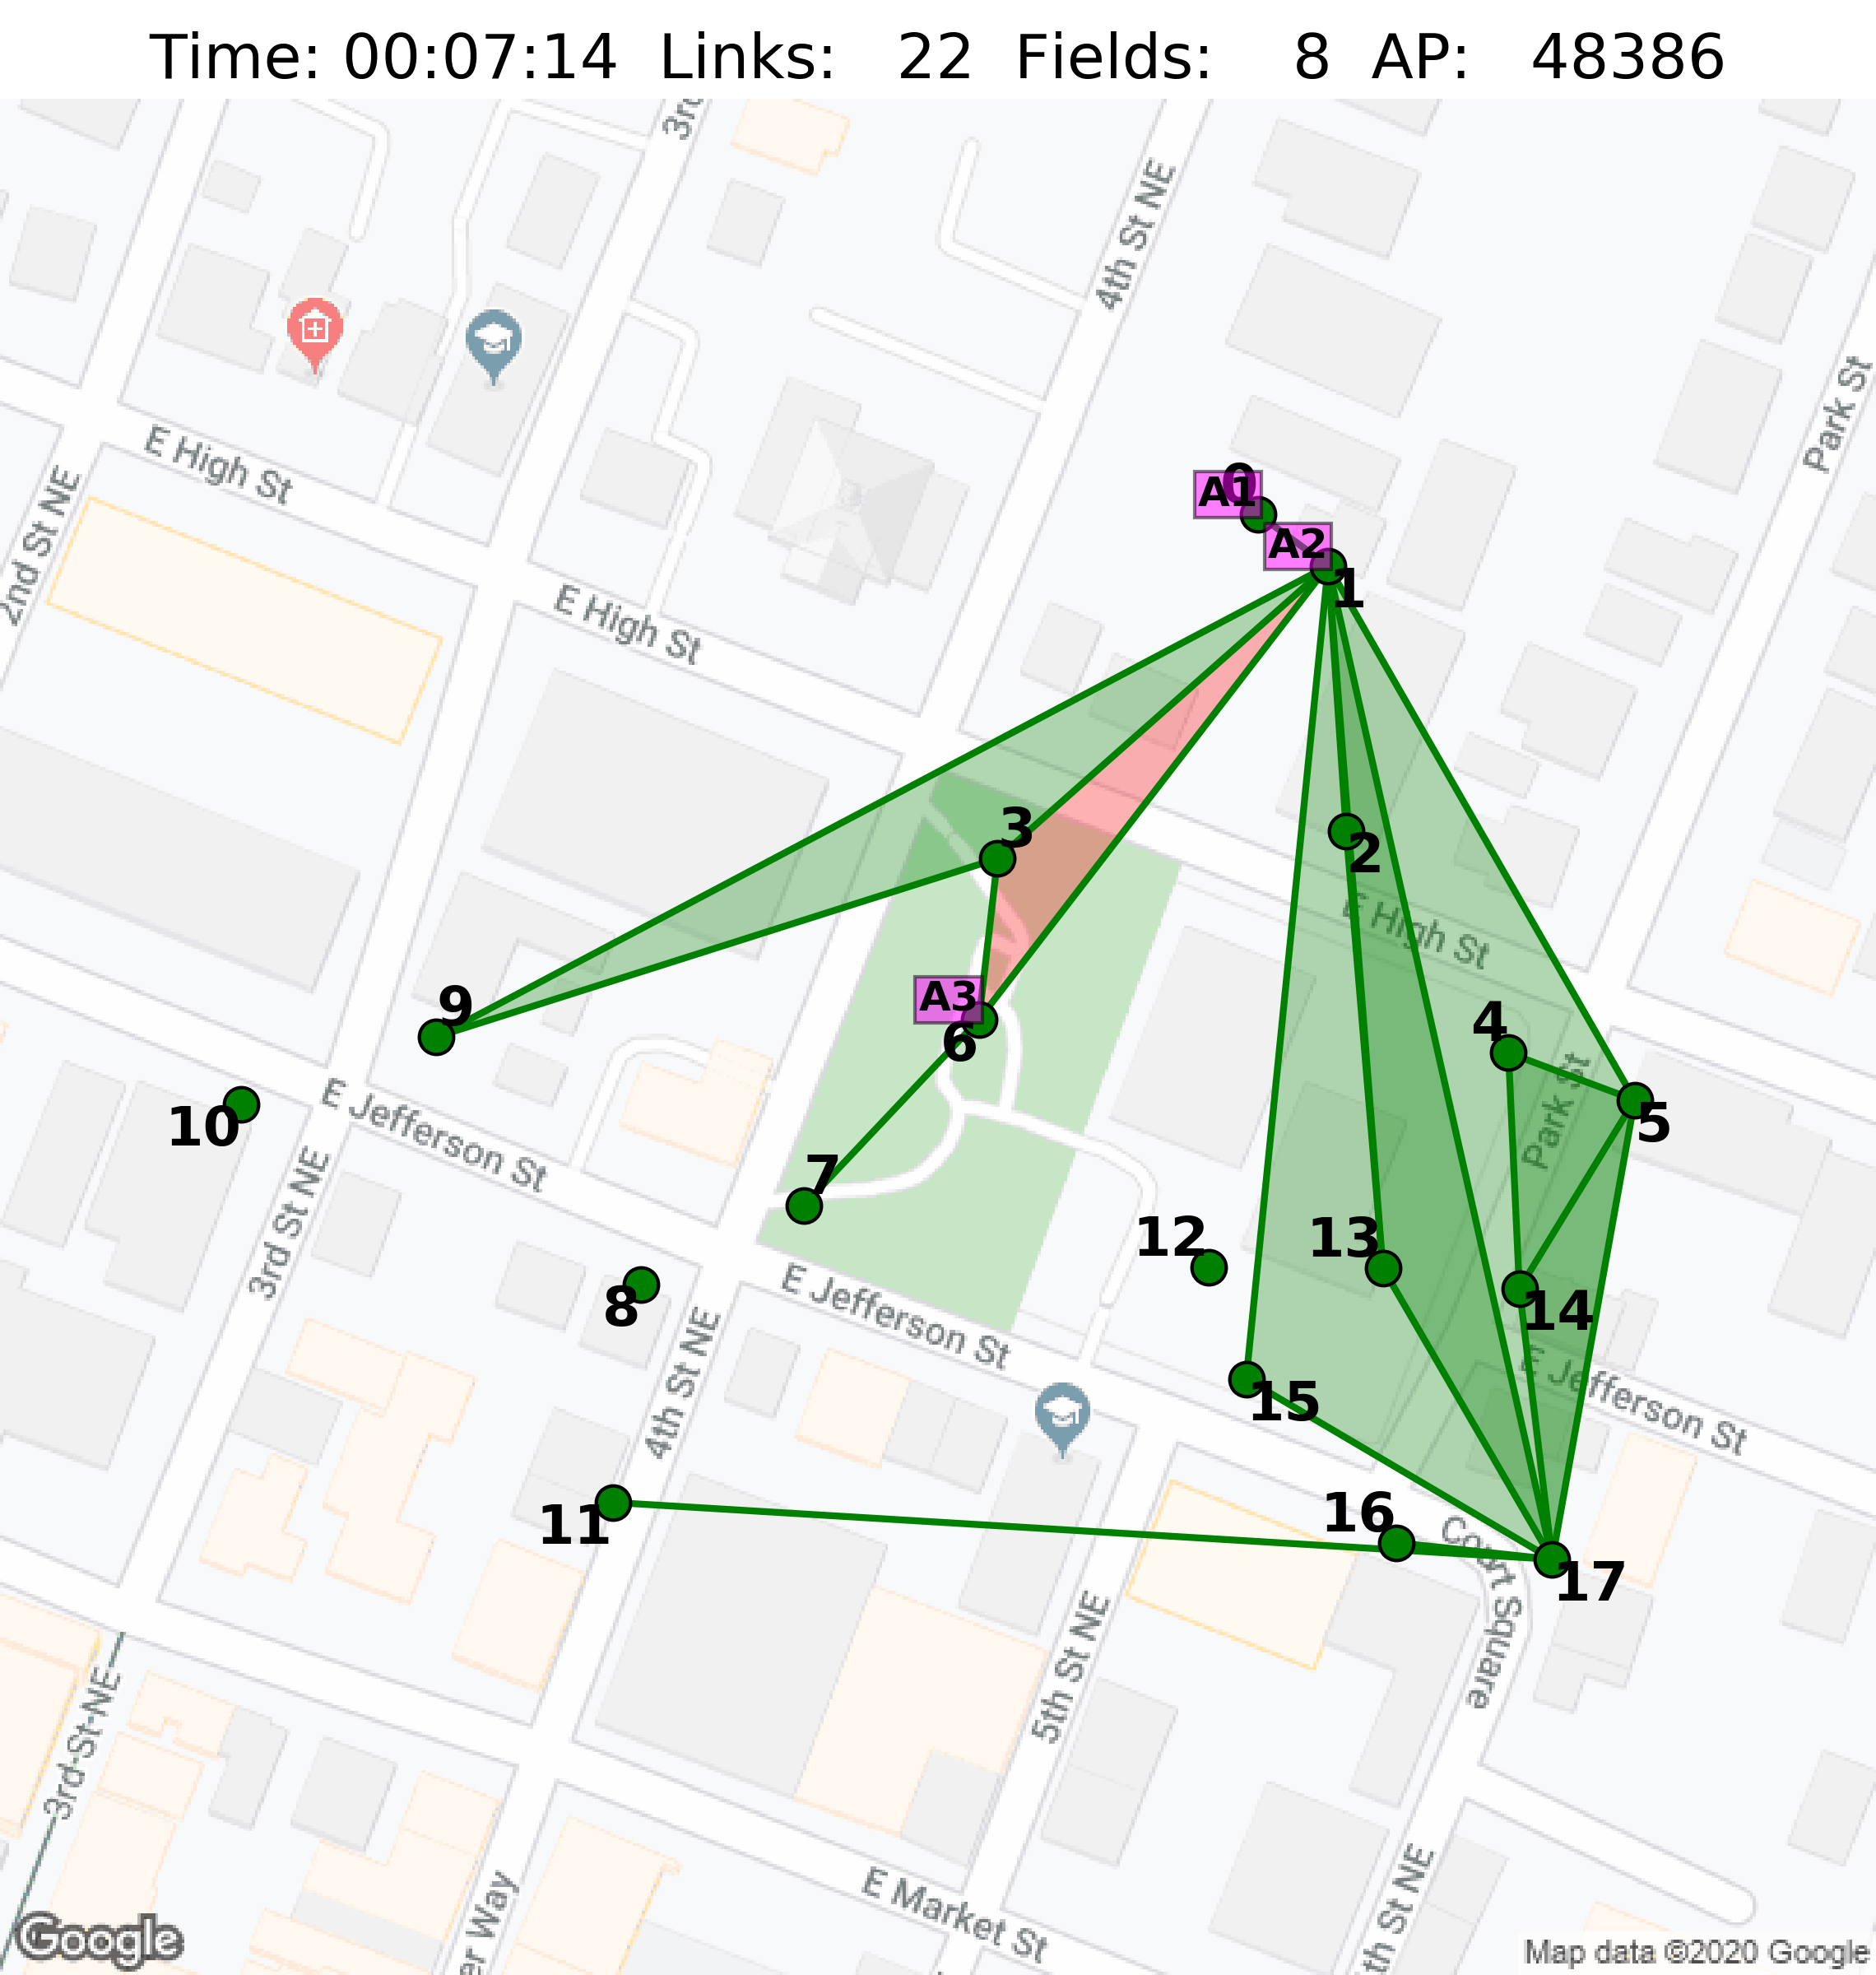 Time: 00:07:14 Links: 22 Fields: 8 AP: 48386
3rd
4th St NE
Park St
E High St
2nd St NE
0
A1
A2
1
E High St
3
2
E High St
9
A3
6
4
Park St
5
10
E Jefferson St
7
3rd St NE
12
13
14
8
E Jefferson St
E Jefferson St
4th St NE
15
11
16
17
Court Square
5th St NE
3rd St NE
E Market St
er Way
th St NE
Google
Map data ©2020 Google